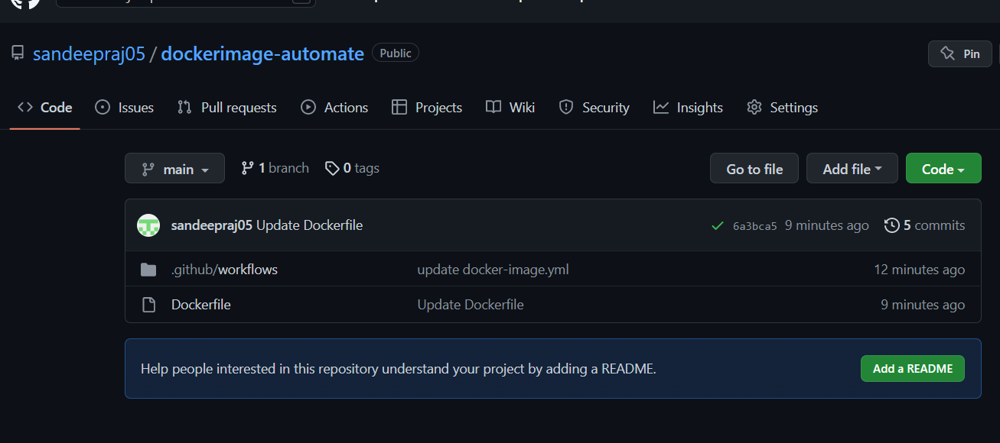 sandeepraj05 / dockerimage-automate Public
Pin
Code Issues Pull requests Actions Projects Wiki Security Insights Settings
main 1 branch 0 tags Go to file Add file Code
sandeepraj05 Update Dockerfile 6a3bca5 9 minutes ago 5 commits
.github/workflows update docker-image.yml 12 minutes ago
Dockerfile Update Dockerfile 9 minutes ago
Help people interested in this repository understand your project by adding a README. Add a README